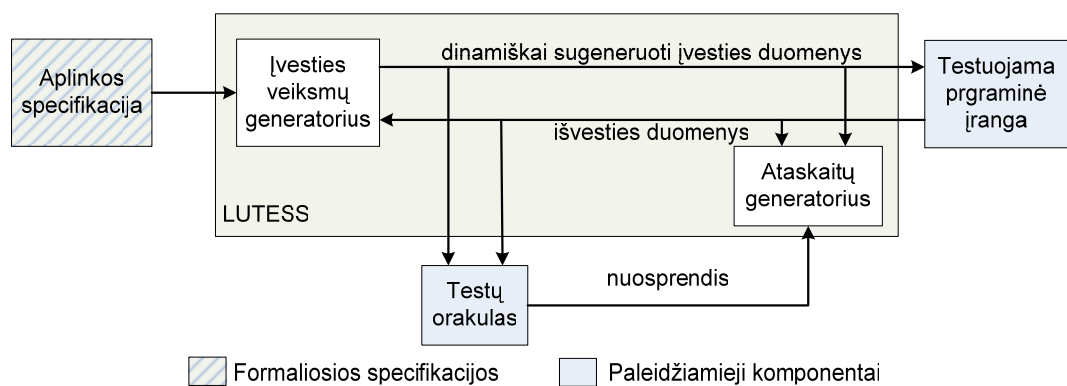 Aplinkos
specifikacija
Įvesties
veiksmų
generatorius
dinamiškai sugeneruoti įvesties duomenys
Testuojama
prgraminė
įranga
išvesties duomenys
Ataskaitų
generatorius
LUTESS
Testų
orakulas
nuosprendis
Formaliosios specifikacijos
Paleidžiamieji komponentai